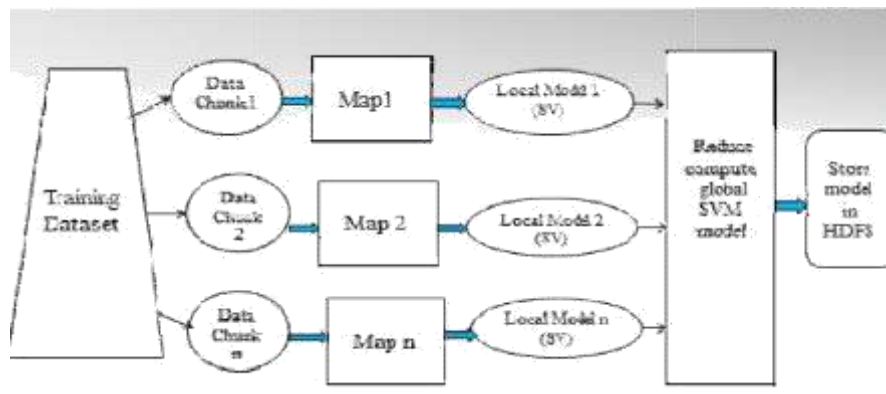 Training
Dataset
Data
Chunk1
Map1
Local Model 1
(SV)
Data
Chunk
2
Map 2
Local Model 2
(SV)
Data
Chunk
n
Map n
Local Model n
(SV)
Reduce
compute
global
SVM
model
Store
model
in
HDFS